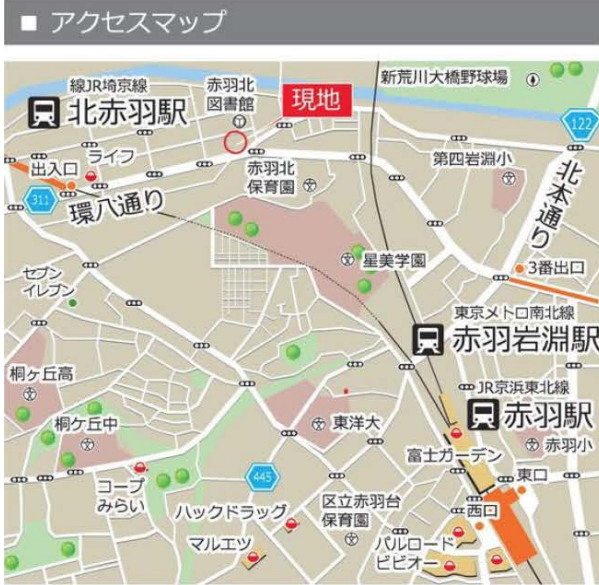 ■ アクセスマップ
新荒川大橋野球場
線JR埼京線
北赤羽駅
赤羽北
図書館
現地
122
出入口
ライフ
赤羽北
保育園
第四岩淵小
北本通り
311
環八通り
星美学園
3番出口
セブン
イレブン
東京メトロ南北線
赤羽岩淵駅
桐ヶ丘高
JR京浜東北線
赤羽駅
桐ケ丘中
東洋大
赤羽小
富士ガーデン
コープ
みらい
445
東口
ハックドラッグ
区立赤羽台
保育園
西口
マルエツ
パルロード
ビビオー